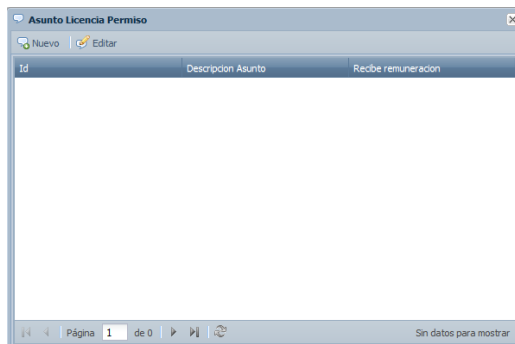 Asunto Licencia Permiso
Nuevo Editar
Id Descripcion Asunto Recibe remuneracion
Página 1 de 0 Sin datos para mostrar